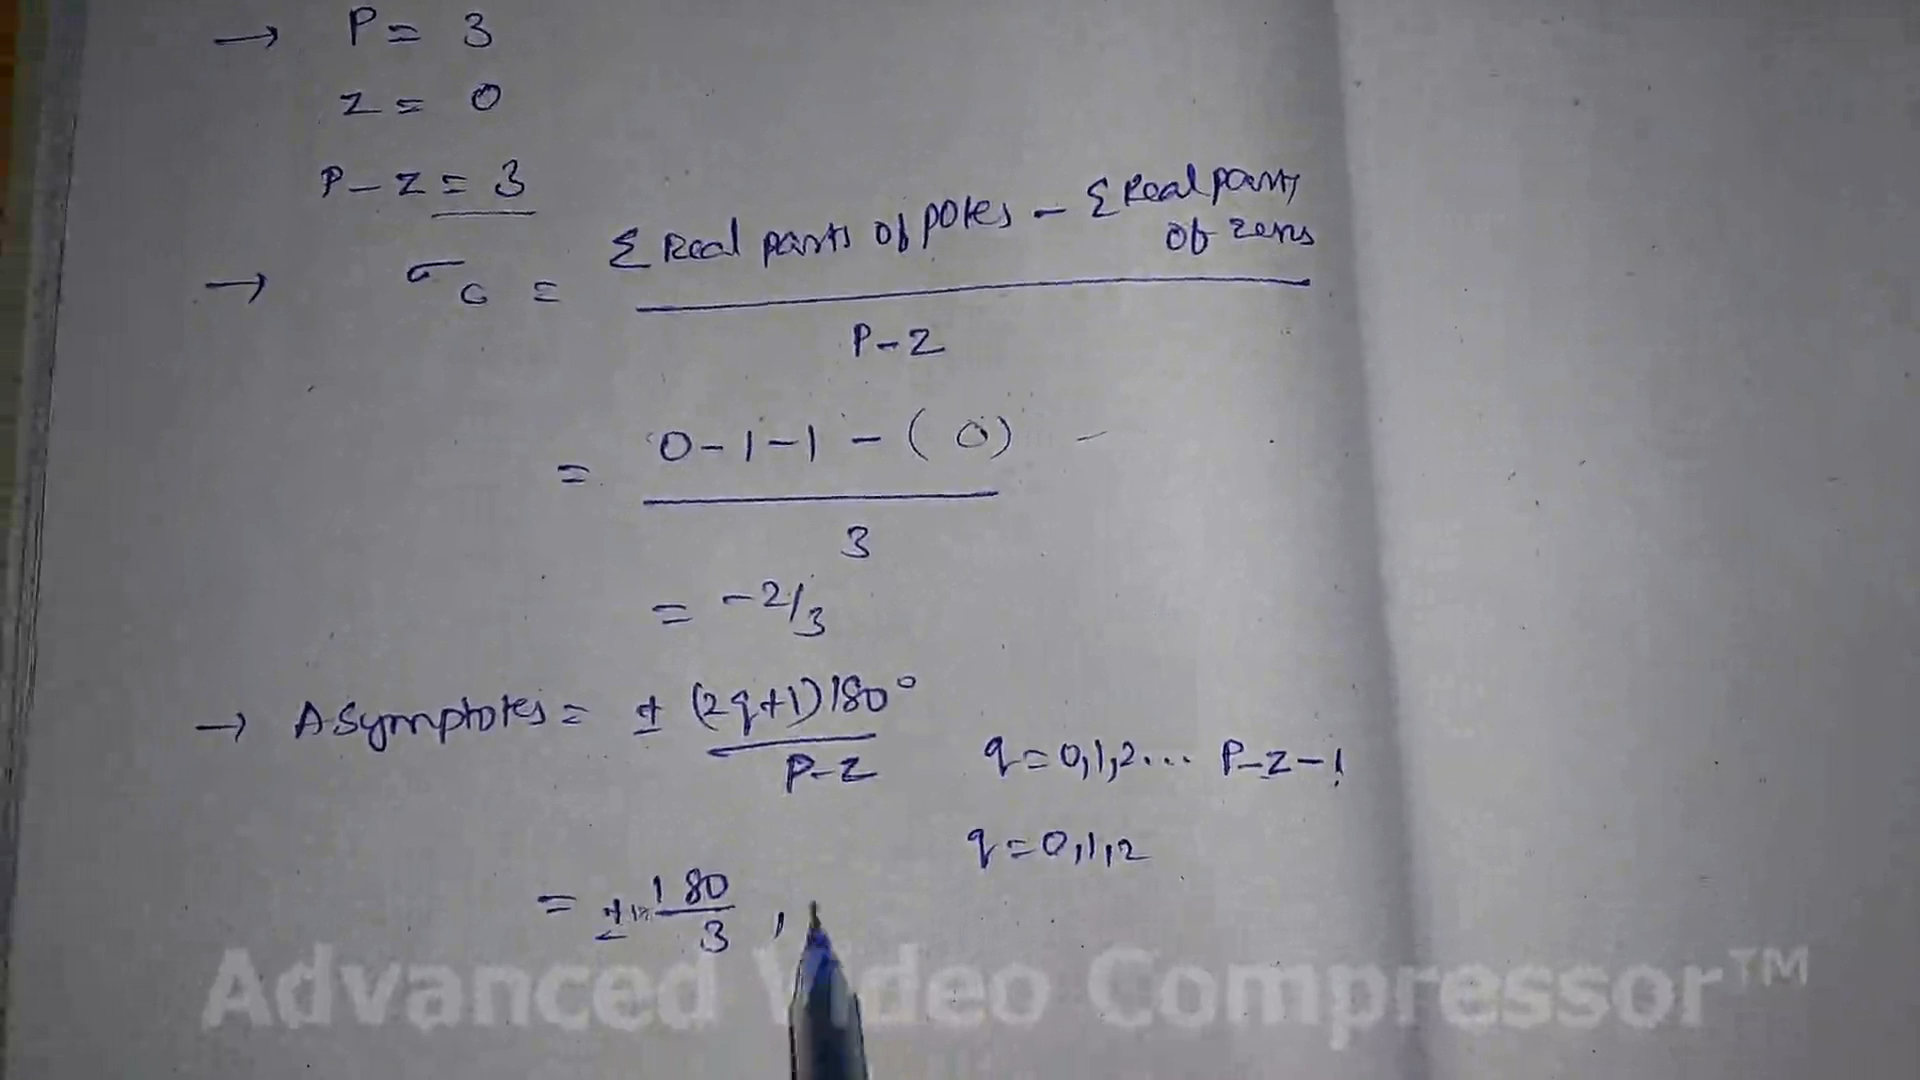 → P = 3
z = 0
P - z = 3
→ σc = Σ Real parts of poles - Σ Real parts of zeros
P - z
= 0 - 1 - 1 - ( 0 )
3
= -2/3
→ Asymptotes = ± (2q+1)180°
P-z
q = 0,1,2... P-z-1
q = 0,1,2
= ± 180 ,
3
Advanced Video Compressor™